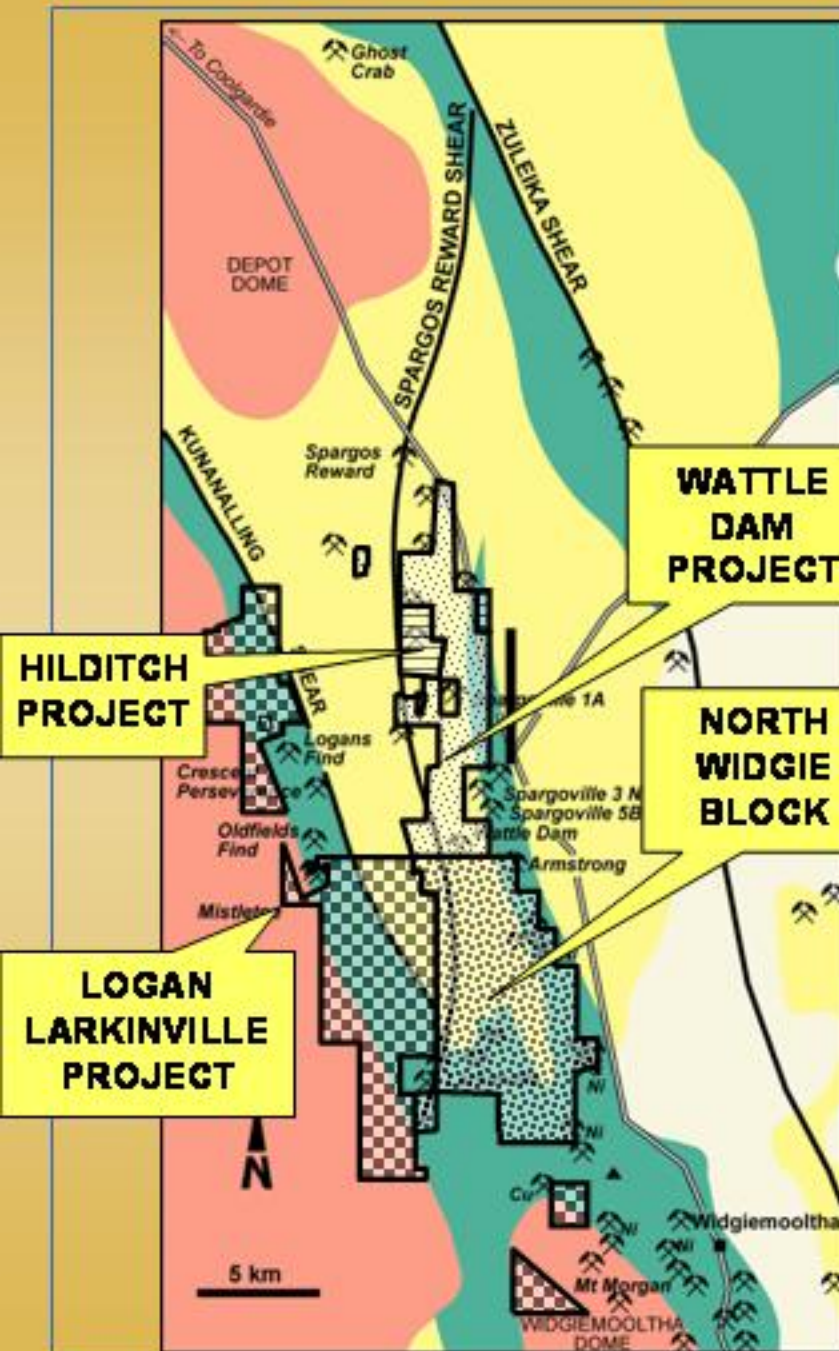 <-- To Coolgardie
Ghost
Crab
SPARGOS REWARD SHEAR
ZULEIKA SHEAR
DEPOT
DOME
KUNANALLING
Spargos
Reward
WATTLE
DAM
PROJECT
HILDITCH
PROJECT
1A
NORTH
WIDGIE
BLOCK
Logans
Find
Spargoville 3 N
Spargoville 5B
Dam
Oldfields
Find
Armstrong
LOGAN
LARKINVILLE
PROJECT
Ni
Ni
N
Cu
Ni
Widgiemooltha
Ni
5 km
Mt Morgan
WIDGIEMOOLTHA
DOME